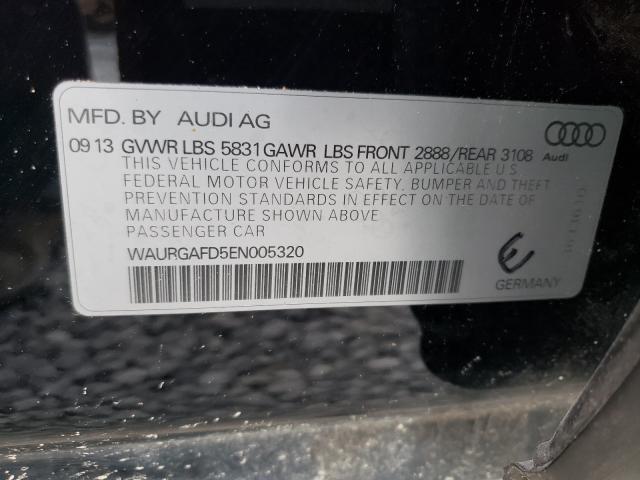 MFD. BY AUDI AG
09 13 GVWR LBS 5831 GAWR LBS FRONT 2888/REAR 3108
Audi
THIS VEHICLE CONFORMS TO ALL APPLICABLE U.S.
FEDERAL MOTOR VEHICLE SAFETY, BUMPER AND THEFT
PREVENTION STANDARDS IN EFFECT ON THE DATE OF
MANUFACTURE SHOWN ABOVE
PASSENGER CAR
WAURGAFD5EN005320
GERMANY